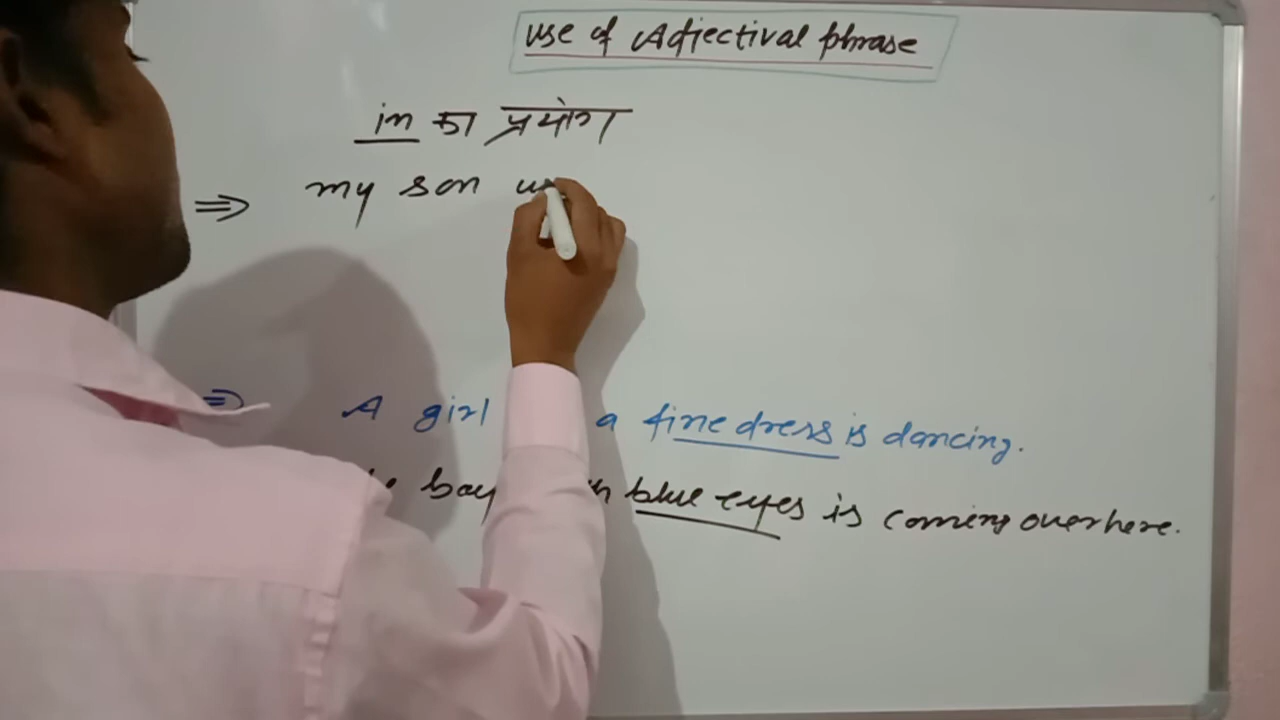 Use of Adjectival phrase
in का प्रयोग
⇒ my son
⇒ A girl a fine dress is dancing.
boy blue eyes is coming over here.